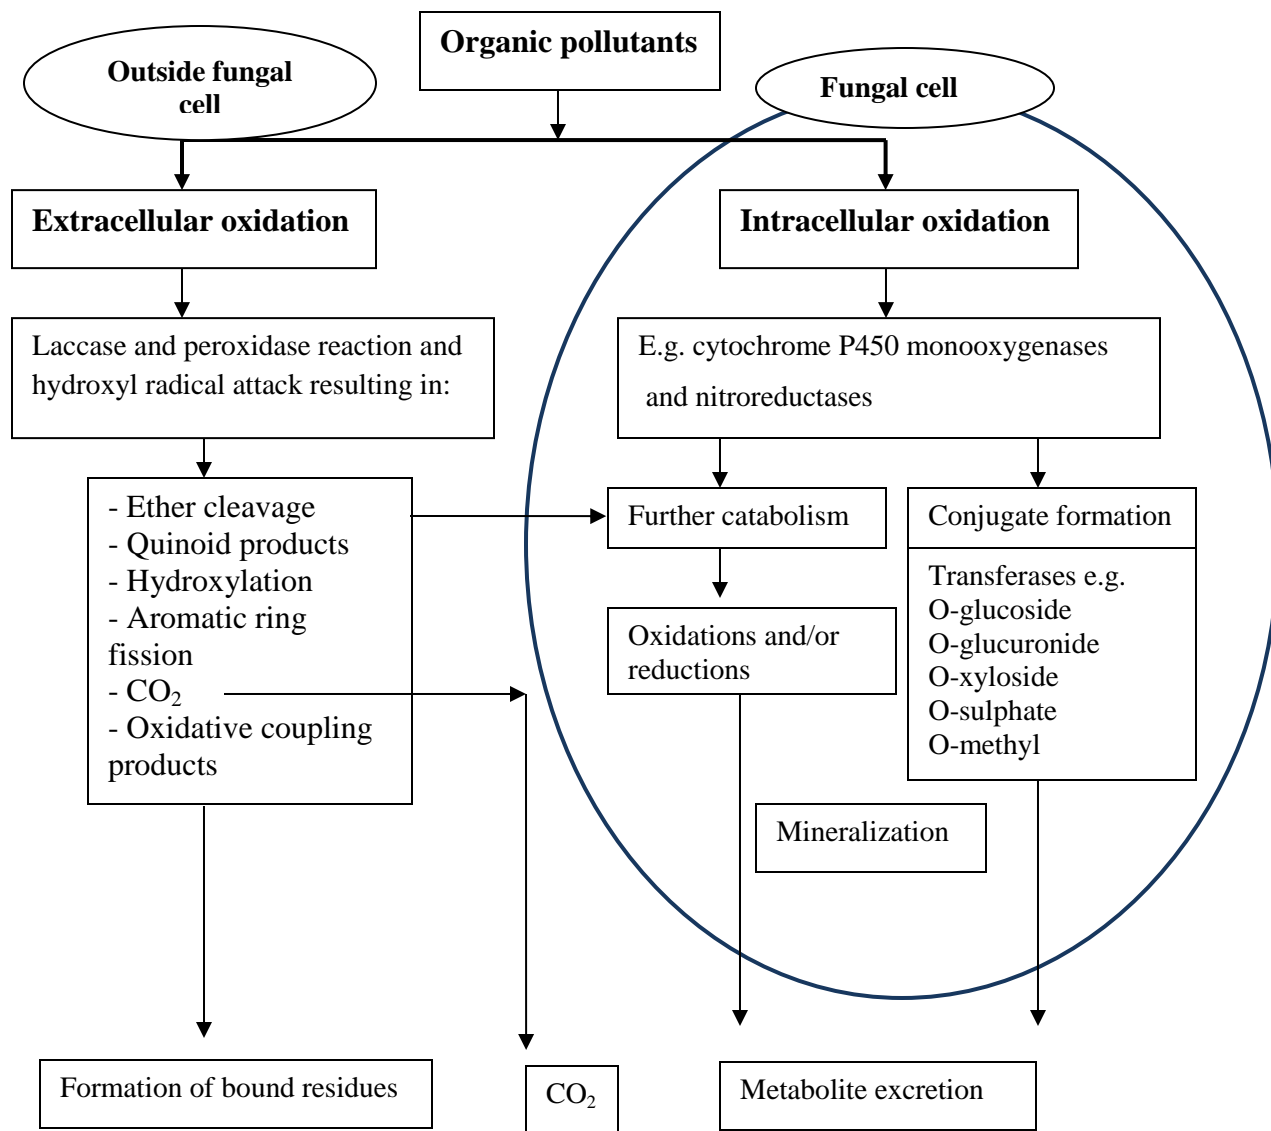 Organic pollutants
Outside fungal
cell
Fungal cell
Extracellular oxidation
Intracellular oxidation
Laccase and peroxidase reaction and
hydroxyl radical attack resulting in:
E.g. cytochrome P450 monooxygenases
and nitroreductases
- Ether cleavage
- Quinoid products
- Hydroxylation
- Aromatic ring
fission
- CO₂
- Oxidative coupling
products
Further catabolism
Conjugate formation
Transferases e.g.
O-glucoside
O-glucuronide
O-xyloside
O-sulphate
O-methyl
Oxidations and/or
reductions
Mineralization
Formation of bound residues
CO₂
Metabolite excretion